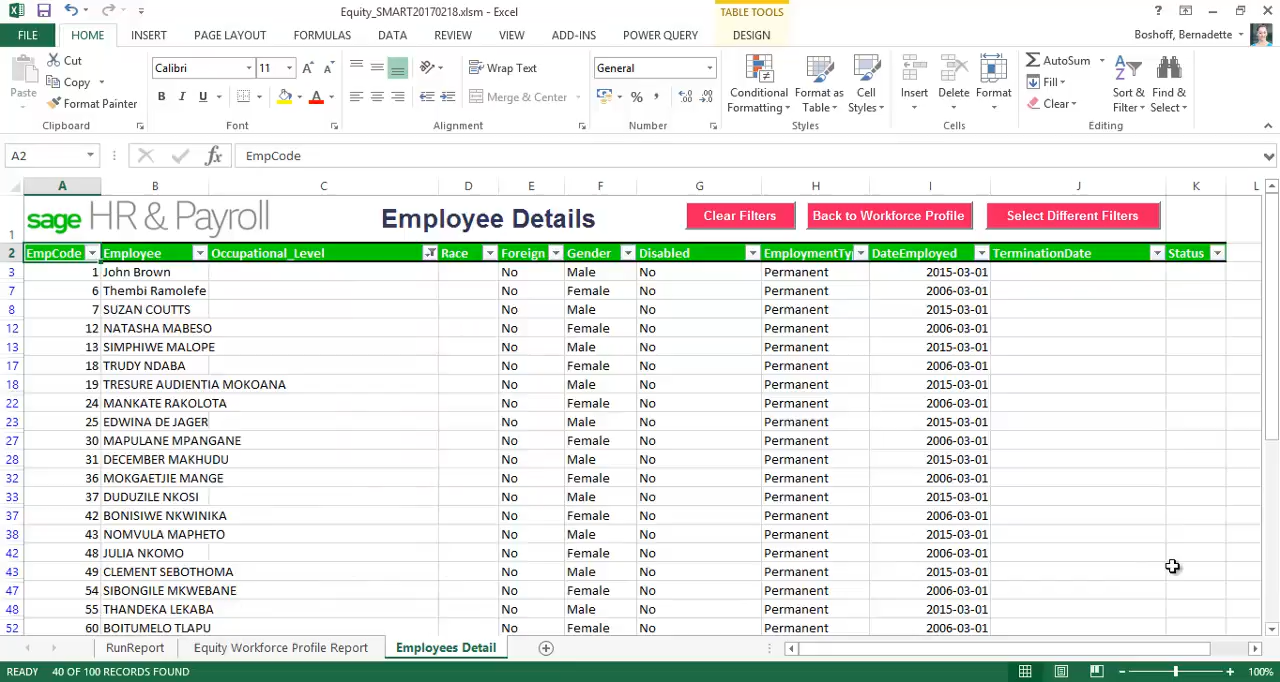 Equity_SMART20170218.xlsm - Excel
TABLE TOOLS
FILE HOME INSERT PAGE LAYOUT FORMULAS DATA REVIEW VIEW ADD-INS POWER QUERY DESIGN Boshoff, Bernadette
Paste Cut Copy Format Painter
Calibri 11 B I U A
Wrap Text Merge & Center
General % ,
Conditional Formatting Format as Table Cell Styles
Insert Delete Format
AutoSum Fill Clear Sort & Filter Find & Select
Clipboard Font Alignment Number Styles Cells Editing
A2 fx EmpCode
A B C D E F G H I J K L
1 sage HR & Payroll Employee Details Clear Filters Back to Workforce Profile Select Different Filters
2 EmpCode Employee Occupational_Level Race Foreign Gender Disabled EmploymentTy DateEmployed TerminationDate Status
3 1 John Brown No Male No Permanent 2015-03-01
7 6 Thembi Ramolefe No Female No Permanent 2006-03-01
8 7 SUZAN COUTTS No Male No Permanent 2015-03-01
12 12 NATASHA MABESO No Female No Permanent 2006-03-01
13 13 SIMPHIWE MALOPE No Male No Permanent 2015-03-01
17 18 TRUDY NDABA No Female No Permanent 2006-03-01
18 19 TRESURE AUDIENTIA MOKOANA No Male No Permanent 2015-03-01
22 24 MANKATE RAKOLOTA No Female No Permanent 2006-03-01
23 25 EDWINA DE JAGER No Male No Permanent 2015-03-01
27 30 MAPULANE MPANGANE No Female No Permanent 2006-03-01
28 31 DECEMBER MAKHUDU No Male No Permanent 2015-03-01
32 36 MOKGAETJIE MANGE No Female No Permanent 2006-03-01
33 37 DUDUZILE NKOSI No Male No Permanent 2015-03-01
37 42 BONISIWE NKWINIKA No Female No Permanent 2006-03-01
38 43 NOMVULA MAPHETO No Male No Permanent 2015-03-01
42 48 JULIA NKOMO No Female No Permanent 2006-03-01
43 49 CLEMENT SEBOTHOMA No Male No Permanent 2015-03-01
47 54 SIBONGILE MKWEBANE No Female No Permanent 2006-03-01
48 55 THANDEKA LEKABA No Male No Permanent 2015-03-01
52 60 BOITUMELO TLAPU No Female No Permanent 2006-03-01
RunReport Equity Workforce Profile Report Employees Detail
READY 40 OF 100 RECORDS FOUND 100%